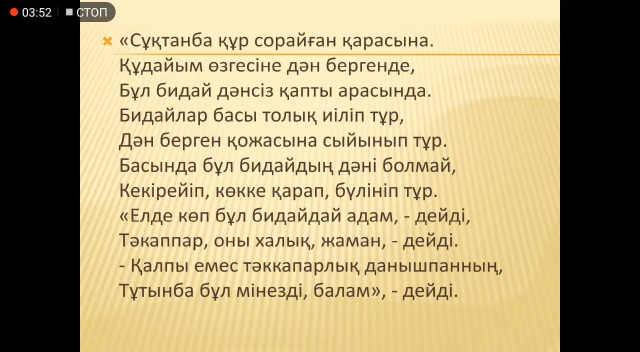 03:52 СТОП
«Сұқтанба құр сорайған қарасына.
Құдайым өзгесіне дән бергенде,
Бұл бидай дәнсіз қапты арасында.
Бидайлар басы толық иіліп тұр,
Дән берген қожасына сыйынып тұр.
Басында бұл бидайдың дәні болмай,
Кекірейіп, көкке қарап, бүлініп тұр.
«Елде көп бұл бидайдай адам, - дейді,
Тәкаппар, оны халық, жаман, - дейді.
- Қалпы емес тәккапарлық данышпанның,
Тұтынба бұл мінезді, балам», - дейді.